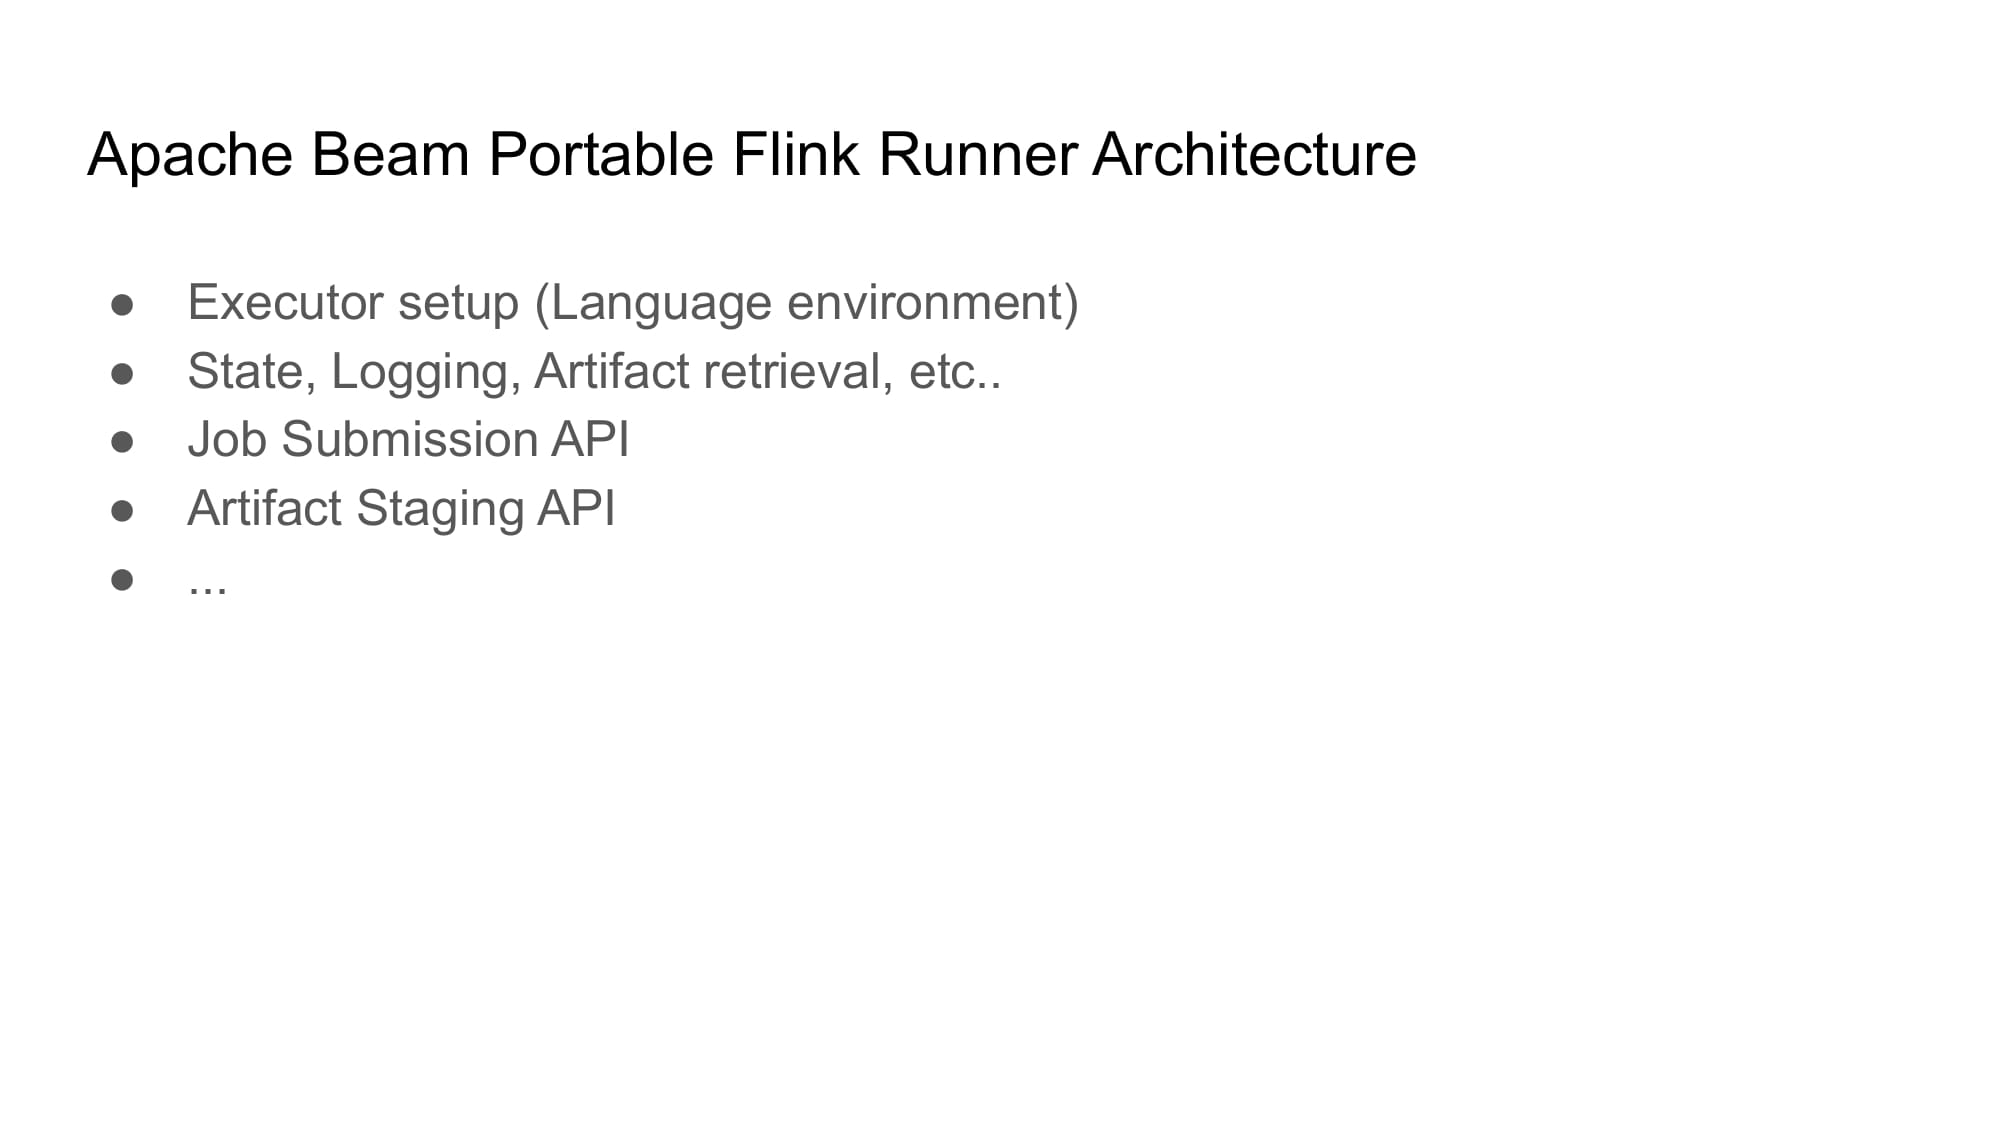 Apache Beam Portable Flink Runner Architecture
● Executor setup (Language environment)
● State, Logging, Artifact retrieval, etc..
● Job Submission API
● Artifact Staging API
● ...